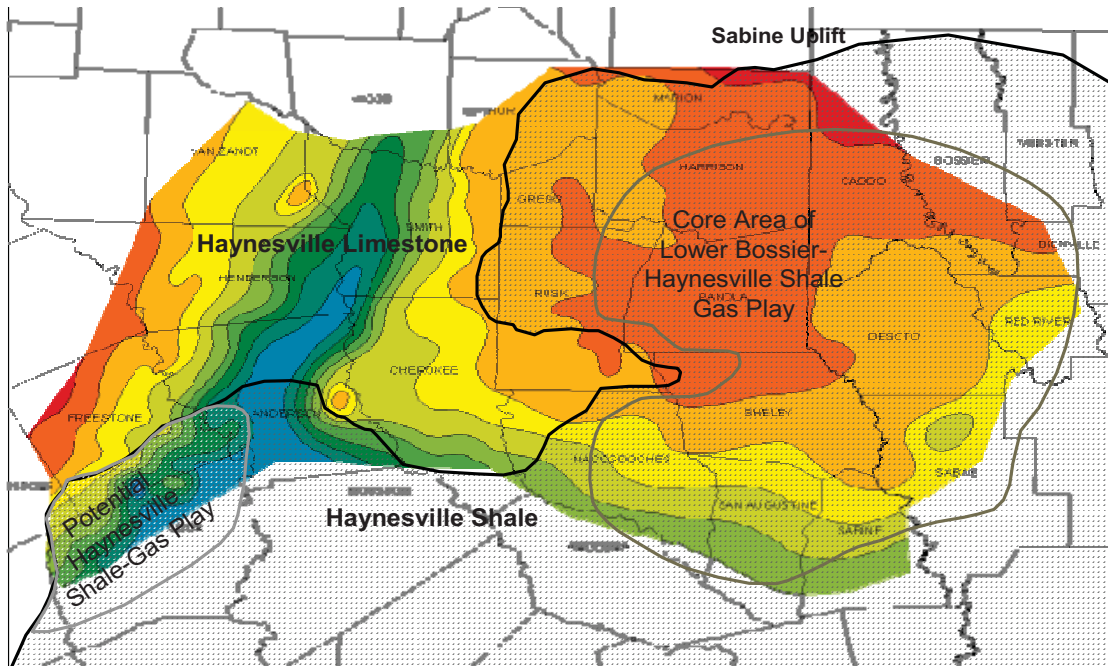 Sabine Uplift
MARION
WEBSTER
BOSSIER
VAN ZANDT
HARRISON
CADDO
GREGG
SMITH
Core Area of
Lower Bossier-
Haynesville Shale
Gas Play
Haynesville Limestone
BIENVILLE
HENDERSON
RUSK
PANOLA
RED RIVER
DESOTO
CHEROKEE
FREESTONE
ANDERSON
SHELBY
SABINE
Potential
Haynesville
Shale-Gas Play
Haynesville Shale
SAN AUGUSTINE
SABINE